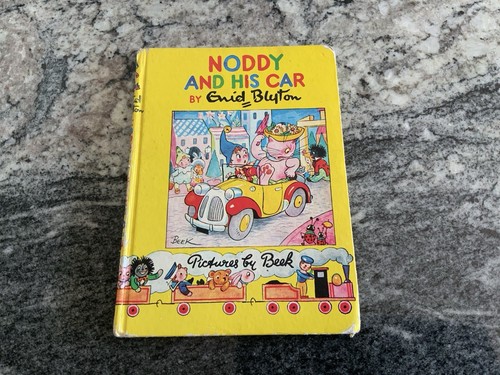 NODDY
AND HIS CAR
BY Enid Blyton
BEEK
Pictures by Beek